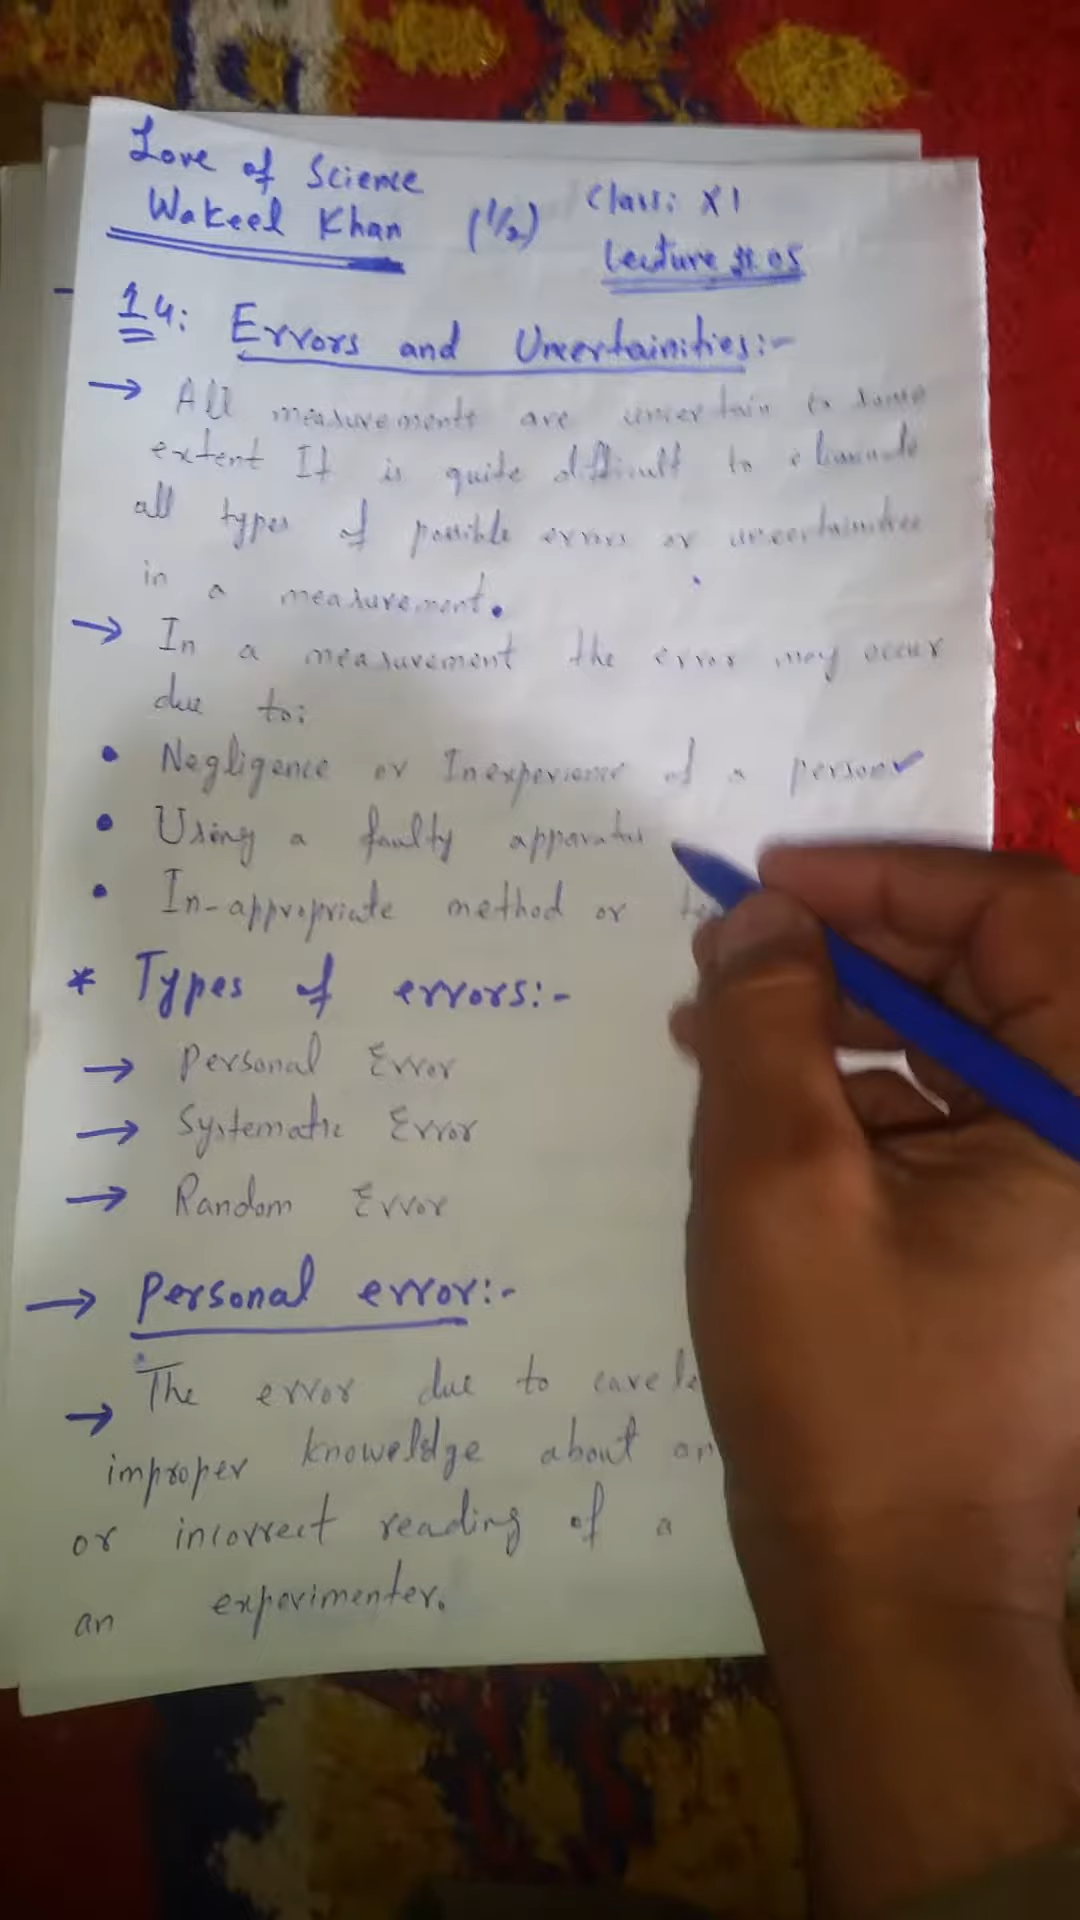 Love of Science
Wakeel Khan (1/2) Class: XI
Lecture # 05
14: Errors and Uncertainities:-
→ All measurements are uncertain to some
extent It is quite difficult to eliminate
all types of possible errors or uncertainities
in a measurement.
→ In a measurement the error may occur
due to:
• Negligence or Inexperience of a person
• Using a faulty apparatus
• In-appropriate method or
* Types of errors:-
→ Personal Error
→ Systematic Error
→ Random Error
→ Personal error:-
→ The error due to
improper knoweldge about
or incorrect reading of a
an experimenter.